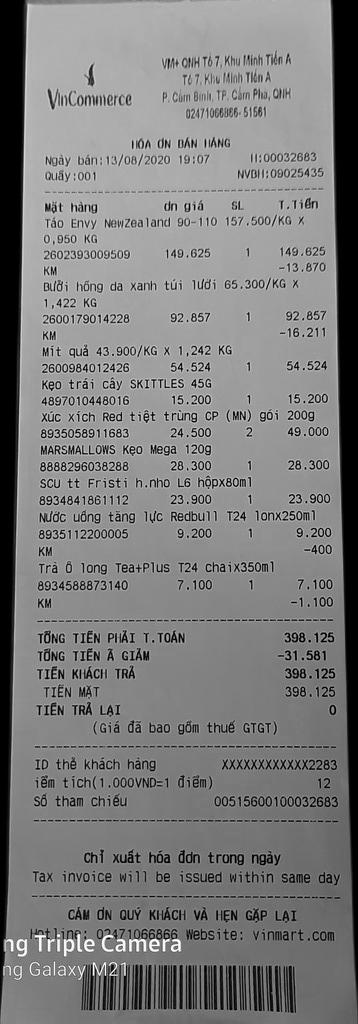 VinCommerce
VM+ QNH Tổ 7, Khu Minh Tiến A
Tổ 7, Khu Minh Tiến A
P. Cẩm Bình, TP. Cẩm Phả, QNH
02471066866-51561
HÓA ƠN BÁN HÀNG
Ngày bán:13/08/2020 19:07 H:00032683
Quầy:001 NVBH:09025435
Mặt hàng ơn giá SL T.Tiền
Táo Envy NewZealand 90-110 157.500/KG X
0,950 KG
2602393009509 149.625 1 149.625
KM -13.870
Bưởi hồng da xanh túi lưới 65.300/KG X
1,422 KG
2600179014228 92.857 1 92.857
KM -16.211
Mít quả 43.900/KG X 1,242 KG
2600984012426 54.524 1 54.524
Kẹo trái cây SKITTLES 45G
4897010448016 15.200 1 15.200
Xúc xích Red tiệt trùng CP (MN) gói 200g
8935058911683 24.500 2 49.000
MARSMALLOWS Kẹo Mega 120g
8888296038288 28.300 1 28.300
SCU tt Fristi h.nho L6 hộpx80ml
8934841861112 23.900 1 23.900
Nước uống tăng lực Redbull T24 lonx250ml
8935112200005 9.200 1 9.200
KM -400
Trà Ô long Tea+Plus T24 chaix350ml
8934588873140 7.100 1 7.100
KM -1.100
TỔNG TIỀN PHẢI T.TOÁN 398.125
TỔNG TIỀN Ã GIẢM -31.581
TIỀN KHÁCH TRẢ 398.125
TIỀN MẶT 398.125
TIỀN TRẢ LẠI 0
(Giá đã bao gồm thuế GTGT)
ID thẻ khách hàng XXXXXXXXXXXX2283
iểm tích(1.000VND=1 điểm) 12
Số tham chiếu 00515600100032683
Chỉ xuất hóa đơn trong ngày
Tax invoice will be issued within same day
CẢM ƠN QUÝ KHÁCH VÀ HẸN GẶP LẠI
Hotline: 02471066866 Website: vinmart.com
ng Triple Camera
ng Galaxy M21